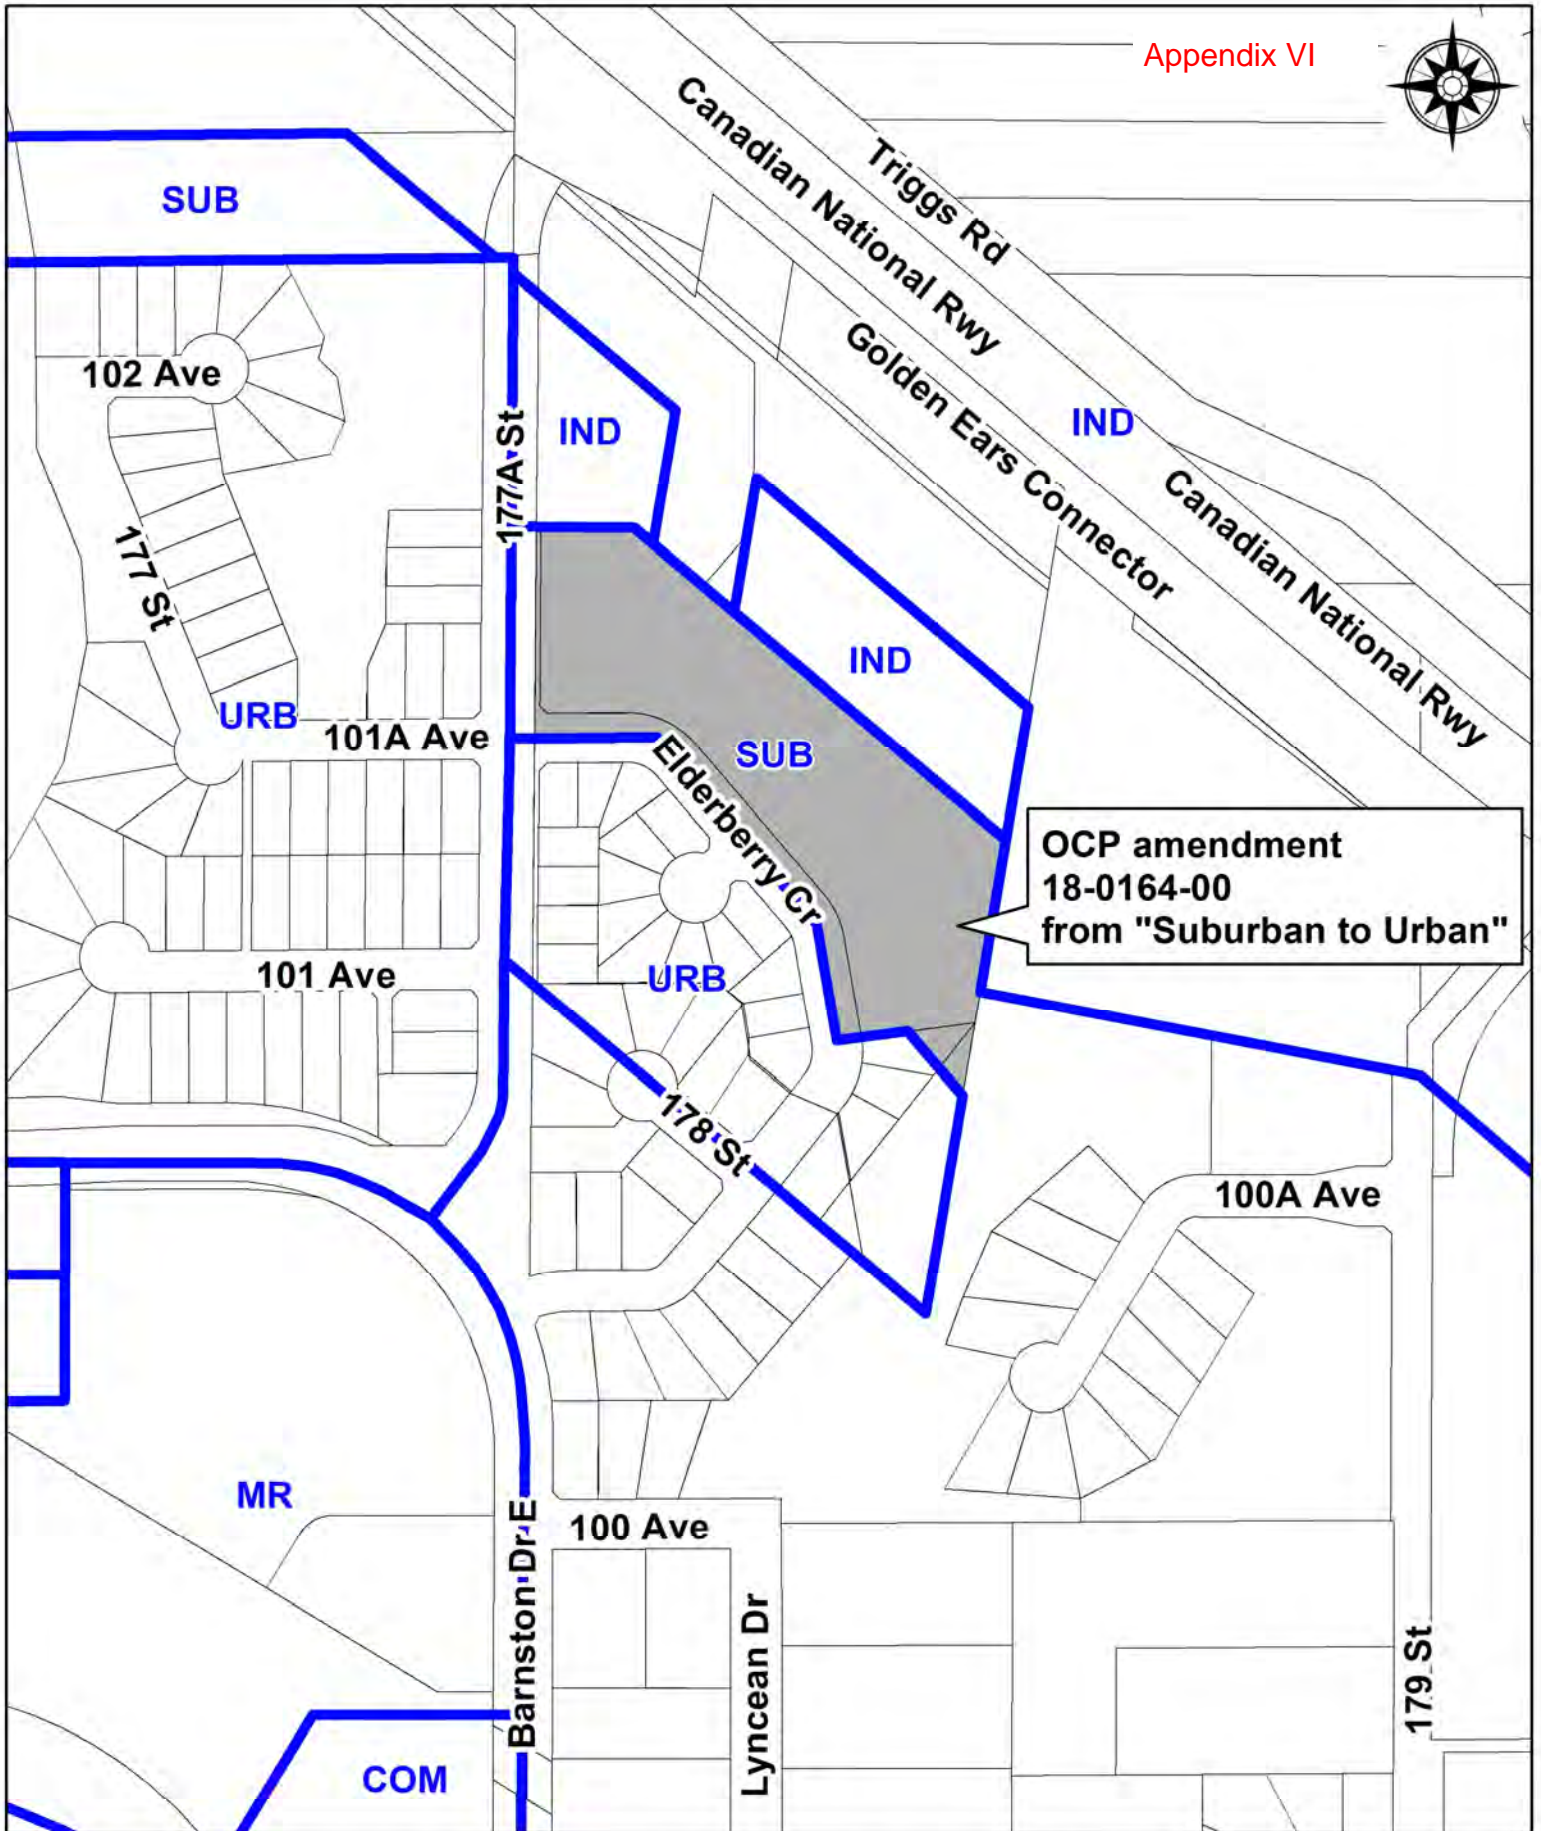 Appendix VI
Canadian National Rwy
Triggs Rd
SUB
Golden Ears Connector
102 Ave
177A St
IND
IND
Canadian National Rwy
177 St
IND
URB
101A Ave
SUB
Elderberry Cr
OCP amendment
18-0164-00
from "Suburban to Urban"
101 Ave
URB
178 St
100A Ave
MR
100 Ave
Barnston Dr E
Lyncean Dr
179 St
COM